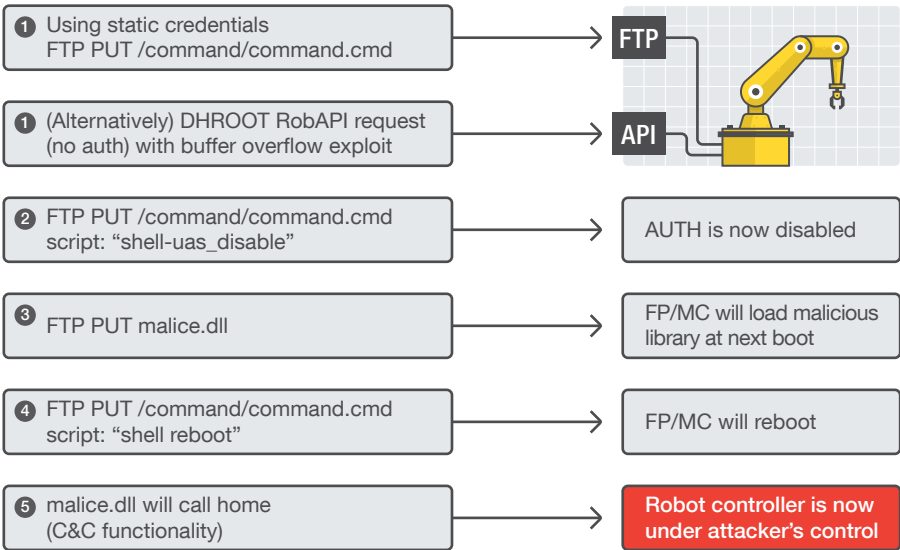 1 Using static credentials
FTP PUT /command/command.cmd
FTP
1 (Alternatively) DHROOT RobAPI request
(no auth) with buffer overflow exploit
API
2 FTP PUT /command/command.cmd
script: “shell-uas_disable”
AUTH is now disabled
3 FTP PUT malice.dll
FP/MC will load malicious
library at next boot
4 FTP PUT /command/command.cmd
script: “shell reboot”
FP/MC will reboot
5 malice.dll will call home
(C&C functionality)
Robot controller is now
under attacker’s control